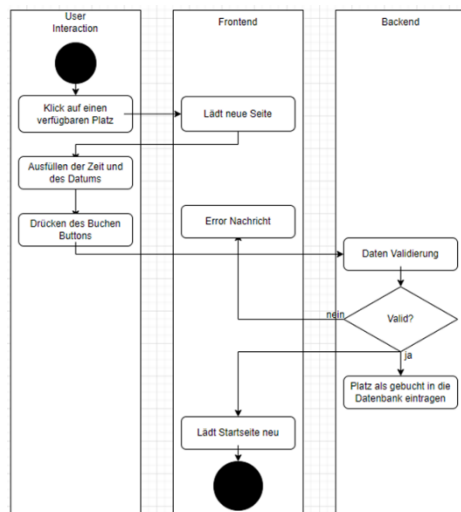 User
Interaction
Frontend
Backend
Klick auf einen
verfügbaren Platz
Lädt neue Seite
Ausfüllen der Zeit und
des Datums
Drücken des Buchen
Buttons
Error Nachricht
Daten Validierung
nein
Valid?
ja
Platz als gebucht in die
Datenbank eintragen
Lädt Startseite neu